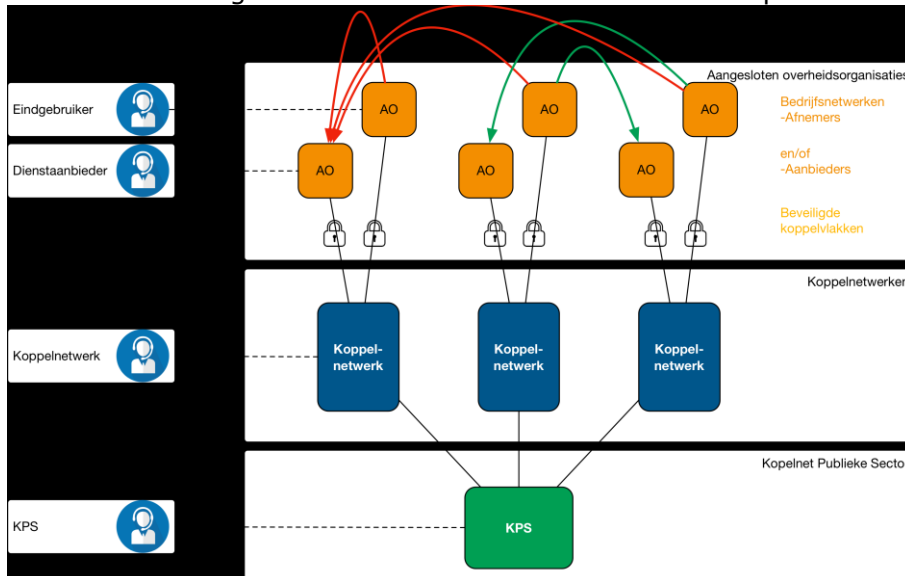 Aangesloten overheidsorganisaties
Eindgebruiker
AO
AO
AO
Bedrijfsnetwerken
-Afnemers
Dienstaanbieder
AO
AO
AO
en/of
-Aanbieders
Beveiligde
koppelvlakken
Koppelnetwerken
Koppelnetwerk
Koppel-
netwerk
Koppel-
netwerk
Koppel-
netwerk
Kopelnet Publieke Sector
KPS
KPS